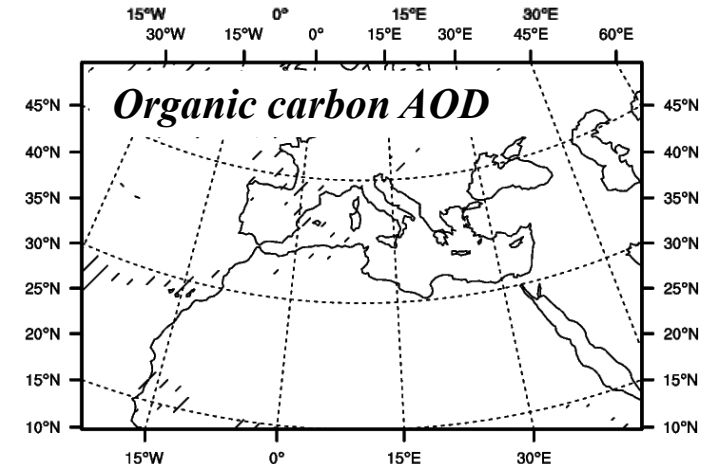 15°W 0° 15°E 30°E
30°W 15°W 0° 15°E 30°E 45°E 60°E
Organic carbon AOD
45°N 45°N
40°N 40°N
35°N 35°N
30°N 30°N
25°N 25°N
20°N 20°N
15°N 15°N
10°N 10°N
15°W 0° 15°E 30°E